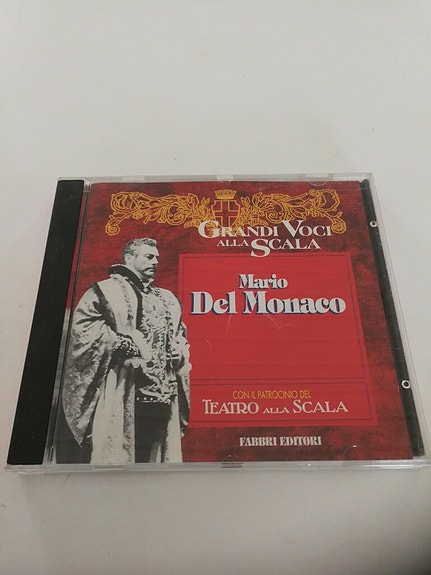 GRANDI VOCI
ALLA SCALA
Mario
Del Monaco
CON IL PATROCINIO DEL
TEATRO ALLA SCALA
FABBRI EDITORI